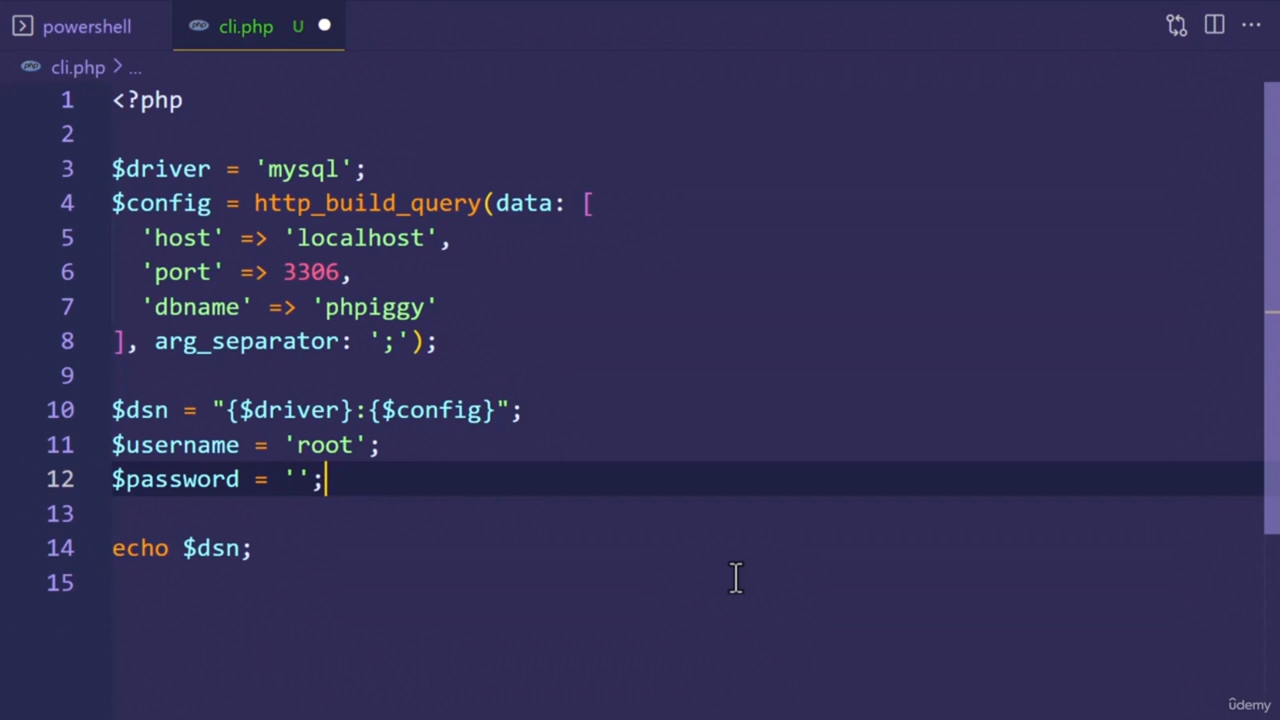 powershell
cli.php U
cli.php > ...
1 <?php
2
3 $driver = 'mysql';
4 $config = http_build_query(data: [
5   'host' => 'localhost',
6   'port' => 3306,
7   'dbname' => 'phpiggy'
8 ], arg_separator: ';');
9
10 $dsn = "{$driver}:{$config}";
11 $username = 'root';
12 $password = '';
13
14 echo $dsn;
15
ûdemy